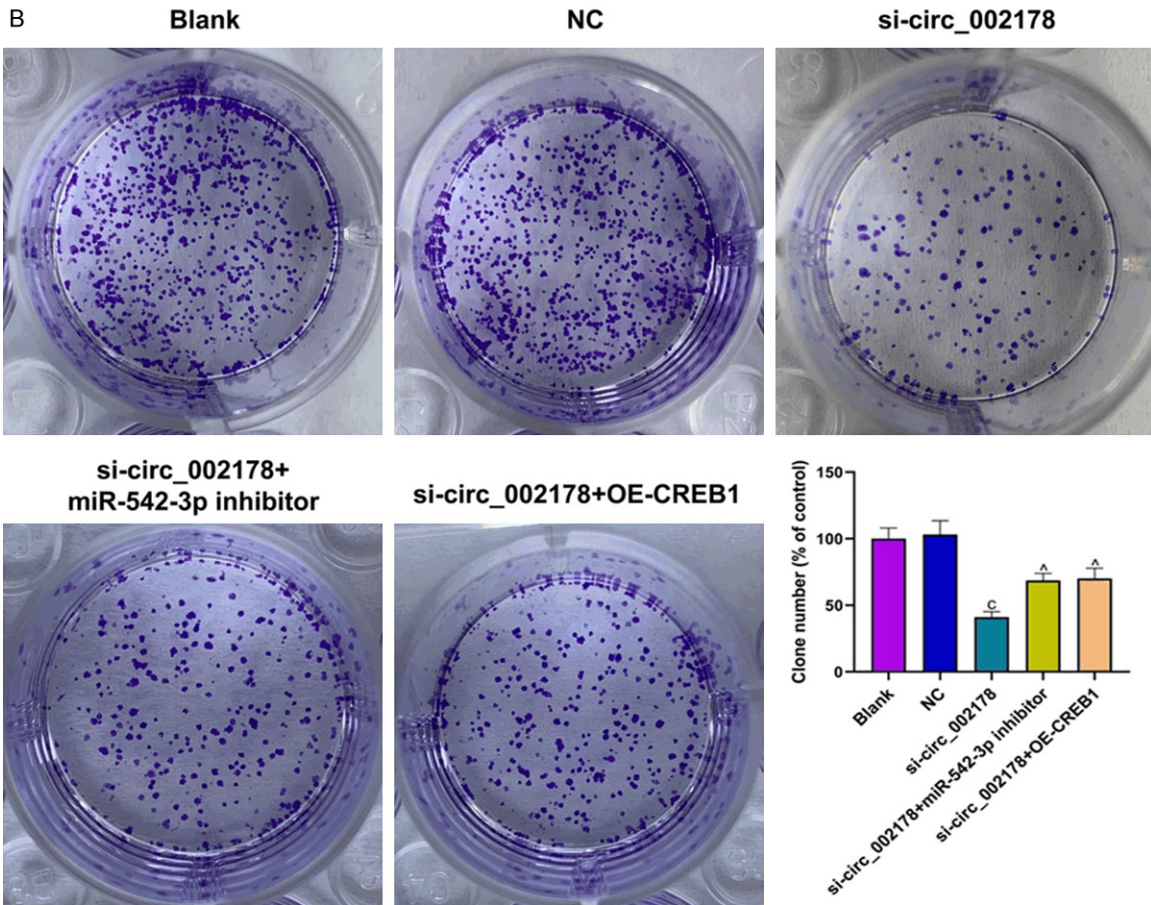 B
Blank
NC
si-circ_002178
B2
si-circ_002178+
miR-542-3p inhibitor
si-circ_002178+OE-CREB1
Clone number (% of control)
150
100
50
0
C
^
^
Blank
NC
si-circ_002178
si-circ_002178+miR-542-3p inhibitor
si-circ_002178+OE-CREB1